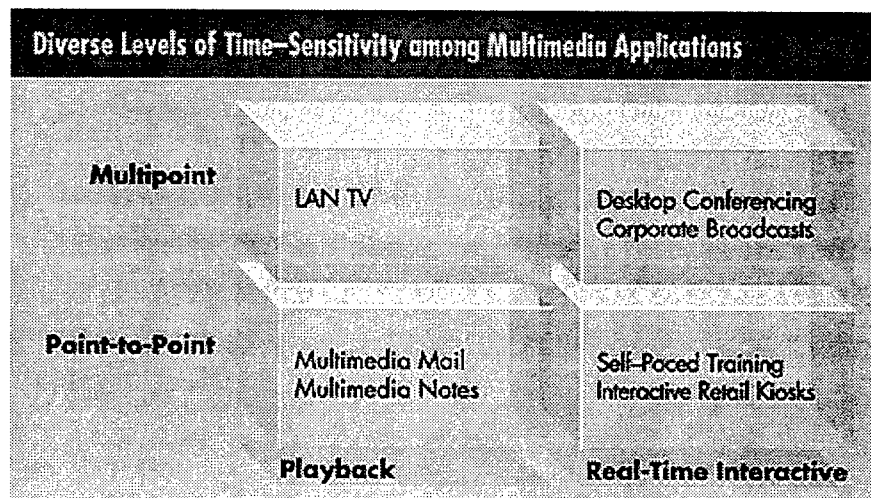 Diverse Levels of Time–Sensitivity among Multimedia Applications
Multipoint
LAN TV
Desktop Conferencing
Corporate Broadcasts
Point-to-Point
Multimedia Mail
Multimedia Notes
Self–Paced Training
Interactive Retail Kiosks
Playback
Real-Time Interactive